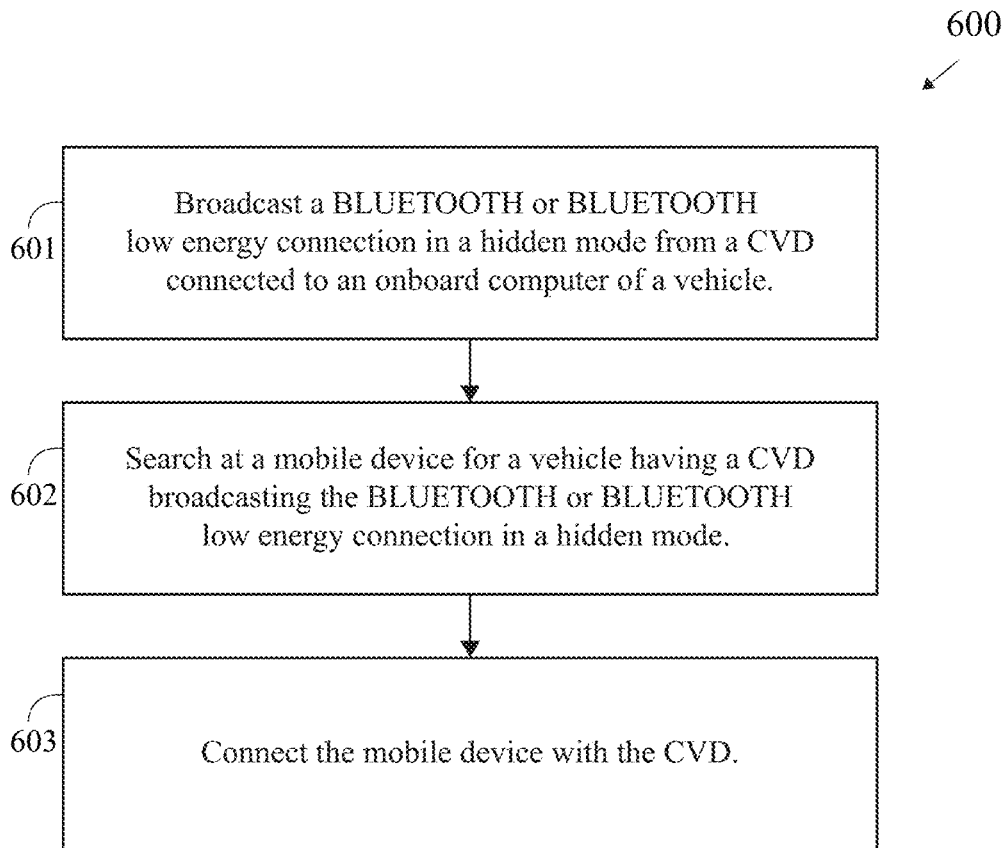 600
601
Broadcast a BLUETOOTH or BLUETOOTH
low energy connection in a hidden mode from a CVD
connected to an onboard computer of a vehicle.
602
Search at a mobile device for a vehicle having a CVD
broadcasting the BLUETOOTH or BLUETOOTH
low energy connection in a hidden mode.
603
Connect the mobile device with the CVD.